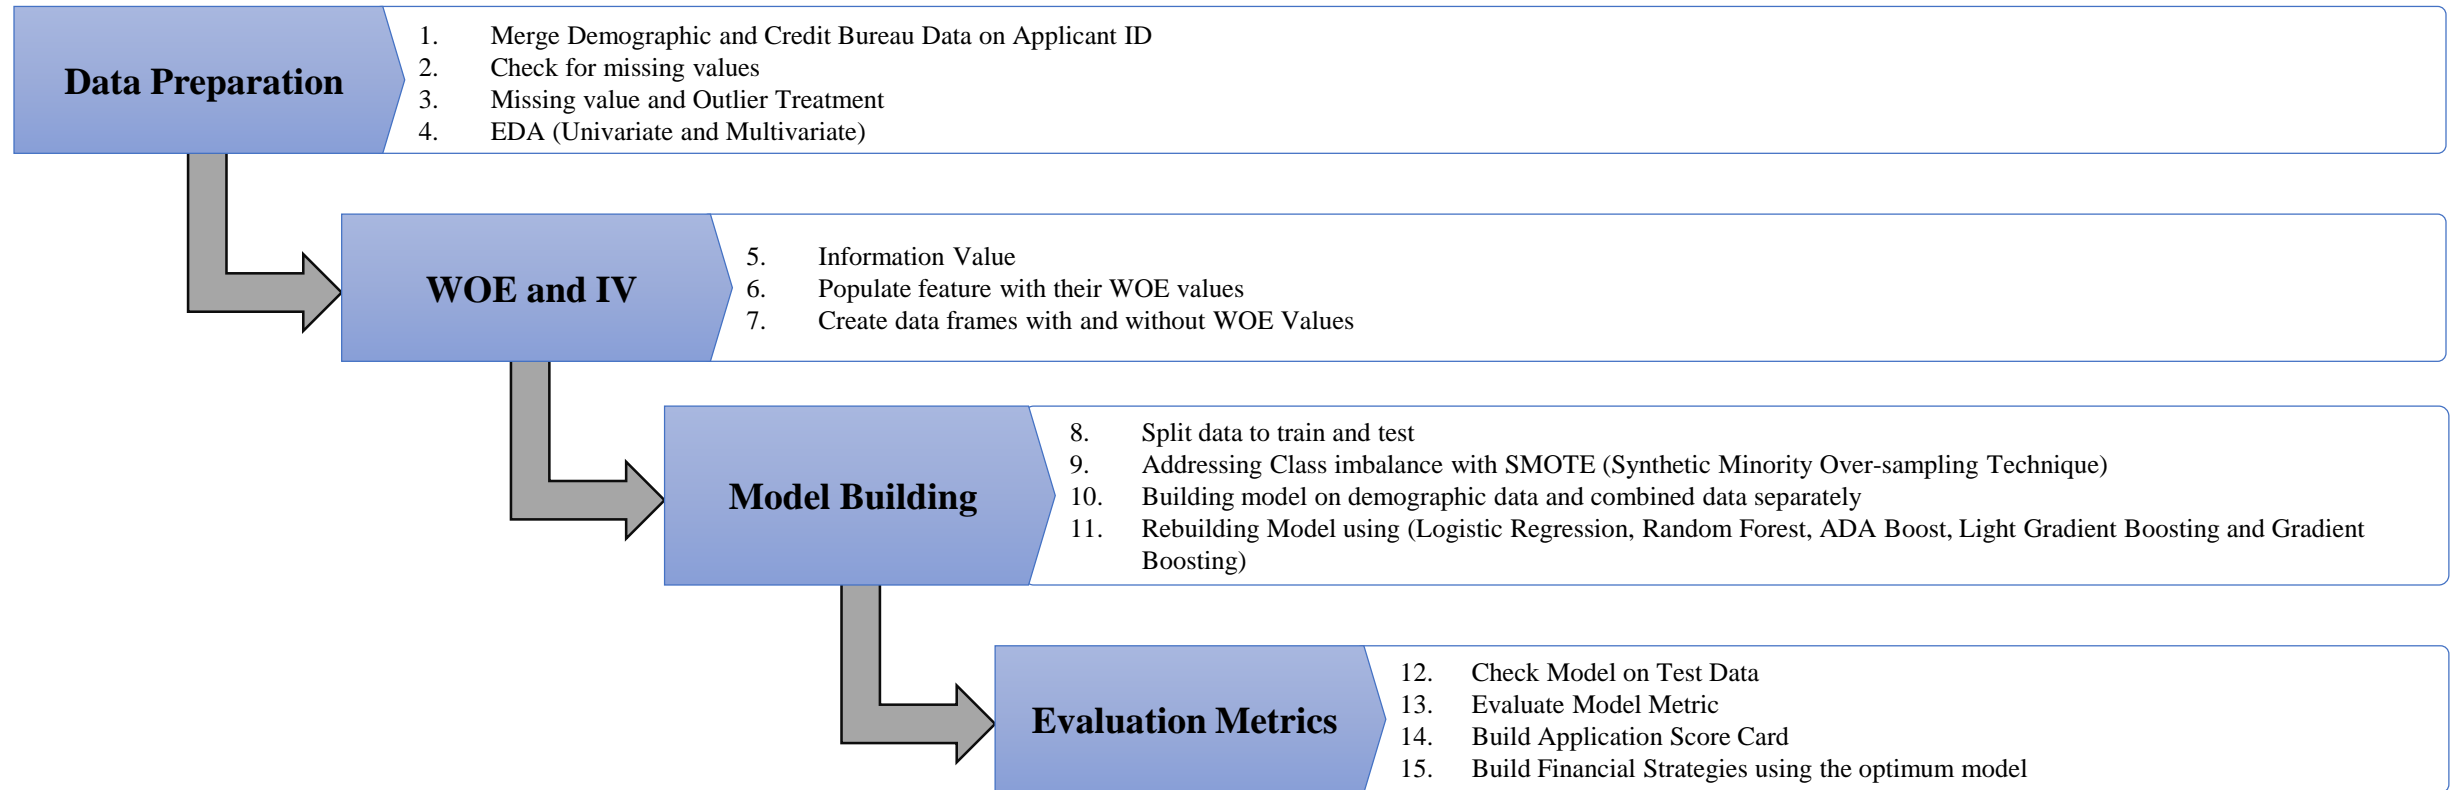 Data Preparation
1. Merge Demographic and Credit Bureau Data on Applicant ID
2. Check for missing values
3. Missing value and Outlier Treatment
4. EDA (Univariate and Multivariate)
WOE and IV
5. Information Value
6. Populate feature with their WOE values
7. Create data frames with and without WOE Values
Model Building
8. Split data to train and test
9. Addressing Class imbalance with SMOTE (Synthetic Minority Over-sampling Technique)
10. Building model on demographic data and combined data separately
11. Rebuilding Model using (Logistic Regression, Random Forest, ADA Boost, Light Gradient Boosting and Gradient
Boosting)
Evaluation Metrics
12. Check Model on Test Data
13. Evaluate Model Metric
14. Build Application Score Card
15. Build Financial Strategies using the optimum model